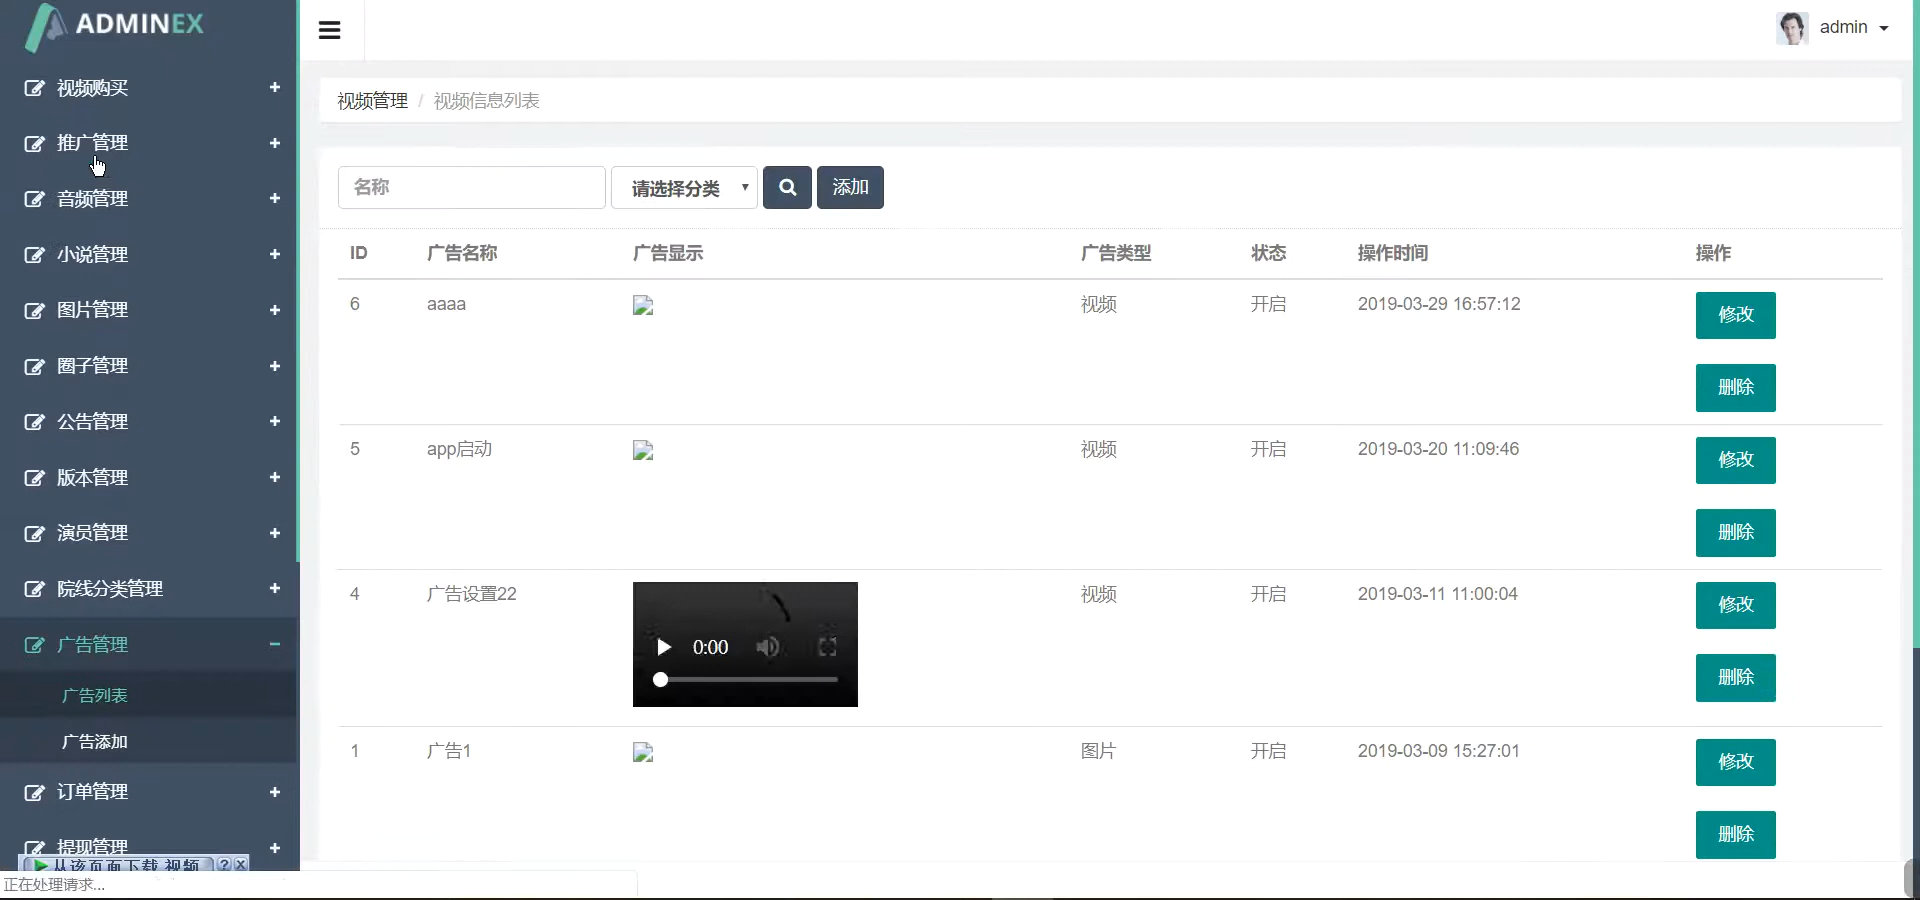 ADMINEX
admin
视频购买
推广管理
音频管理
小说管理
图片管理
圈子管理
公告管理
版本管理
演员管理
院线分类管理
广告管理
广告列表
广告添加
订单管理
提现管理
从该页面下载 视频 ?
正在处理请求...
视频管理 / 视频信息列表
名称 请选择分类 添加
ID 广告名称 广告显示 广告类型 状态 操作时间 操作
6 aaaa 视频 开启 2019-03-29 16:57:12 修改
删除
5 app启动 视频 开启 2019-03-20 11:09:46 修改
删除
4 广告设置22 0:00 视频 开启 2019-03-11 11:00:04 修改
删除
1 广告1 图片 开启 2019-03-09 15:27:01 修改
删除